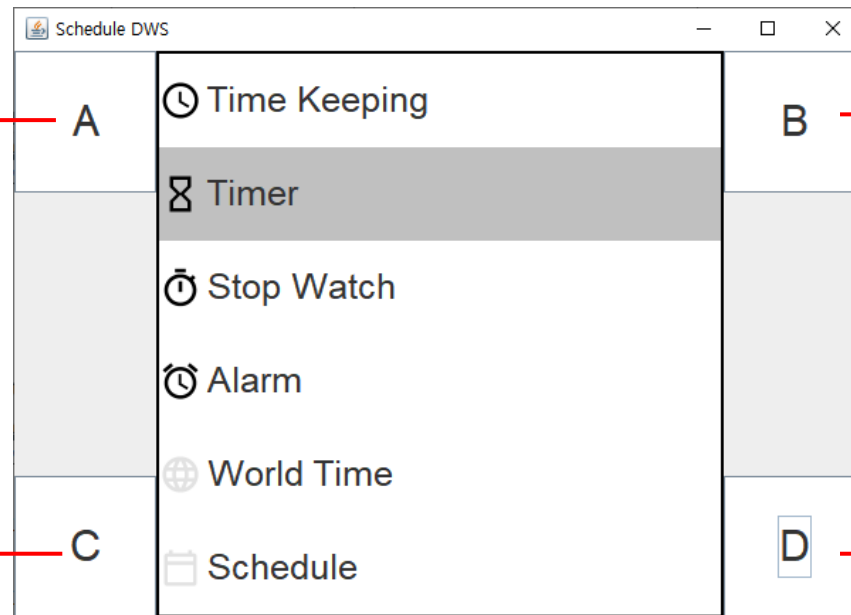 Schedule DWS
A
Time Keeping
B
Timer
Stop Watch
Alarm
World Time
C
D
Schedule